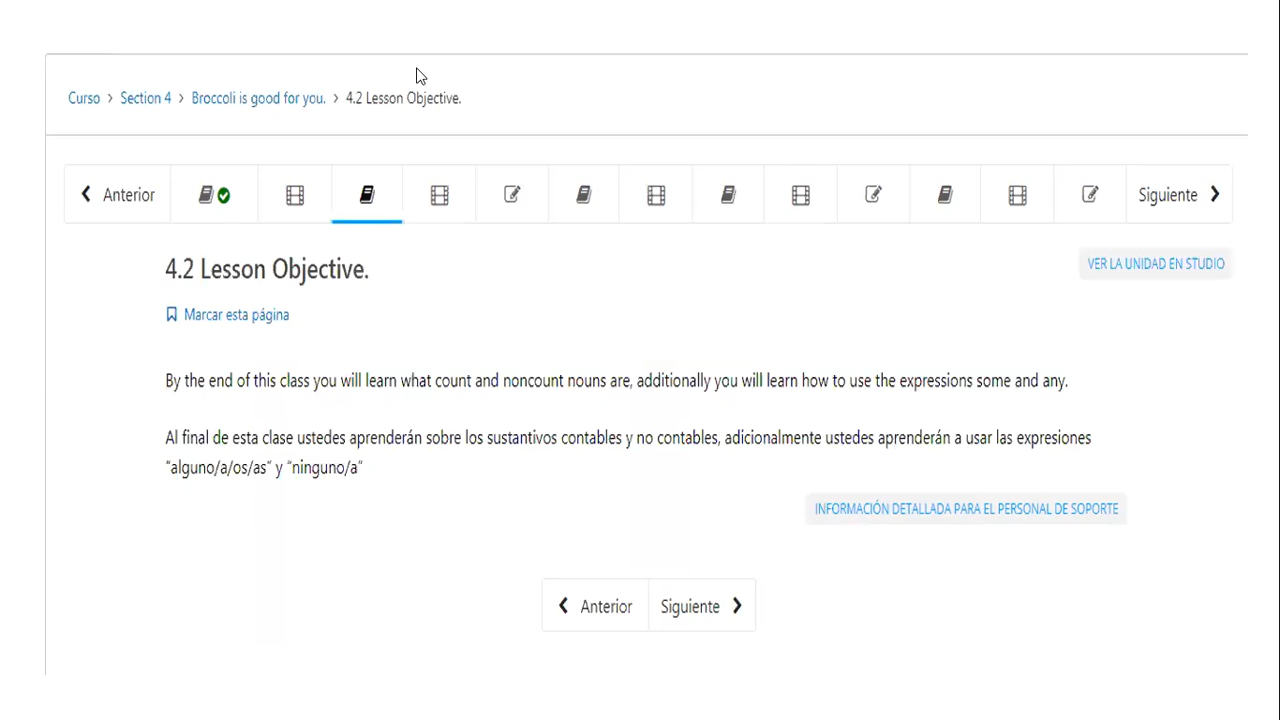 Curso > Section 4 > Broccoli is good for you. > 4.2 Lesson Objective.
Anterior
Siguiente
4.2 Lesson Objective.
VER LA UNIDAD EN STUDIO
Marcar esta página
By the end of this class you will learn what count and noncount nouns are, additionally you will learn how to use the expressions some and any.
Al final de esta clase ustedes aprenderán sobre los sustantivos contables y no contables, adicionalmente ustedes aprenderán a usar las expresiones
"alguno/a/os/as" y "ninguno/a"
INFORMACIÓN DETALLADA PARA EL PERSONAL DE SOPORTE
Anterior
Siguiente